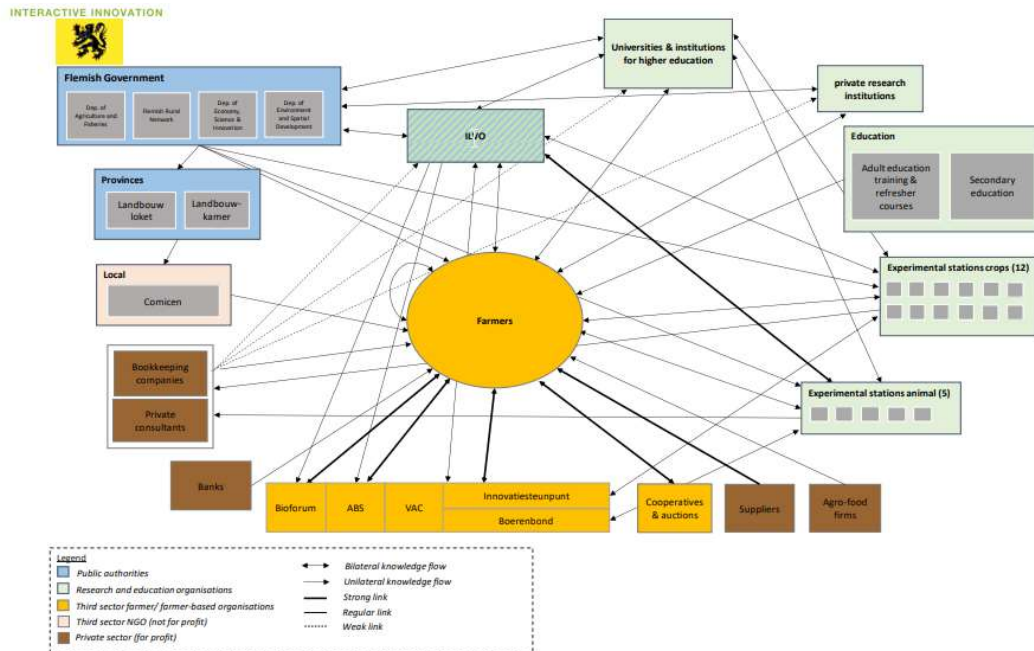 INTERACTIVE INNOVATION
Flemish Government
Dep. of
Agriculture and
Fisheries
Flemish Rural
Network
Dep. of
Economy,
Science &
Innovation
Dep. of
Environment
and Spatial
Development
Universities & institutions
for higher education
private research
institutions
ILVO
Education
Adult education
training &
refresher
courses
Secondary
education
Provinces
Landbouw
loket
Landbouw-
kamer
Local
Comicen
Experimental stations crops (12)
Farmers
Bookkeeping
companies
Private
consultants
Experimental stations animal (5)
Banks
Bioforum
ABS
VAC
Innovatiesteunpunt
Boerenbond
Cooperatives
& auctions
Suppliers
Agro-food
firms
Legend
Public authorities
Research and education organisations
Third sector farmer/ farmer-based organisations
Third sector NGO (not for profit)
Private sector (for profit)
Bilateral knowledge flow
Unilateral knowledge flow
Strong link
Regular link
Weak link